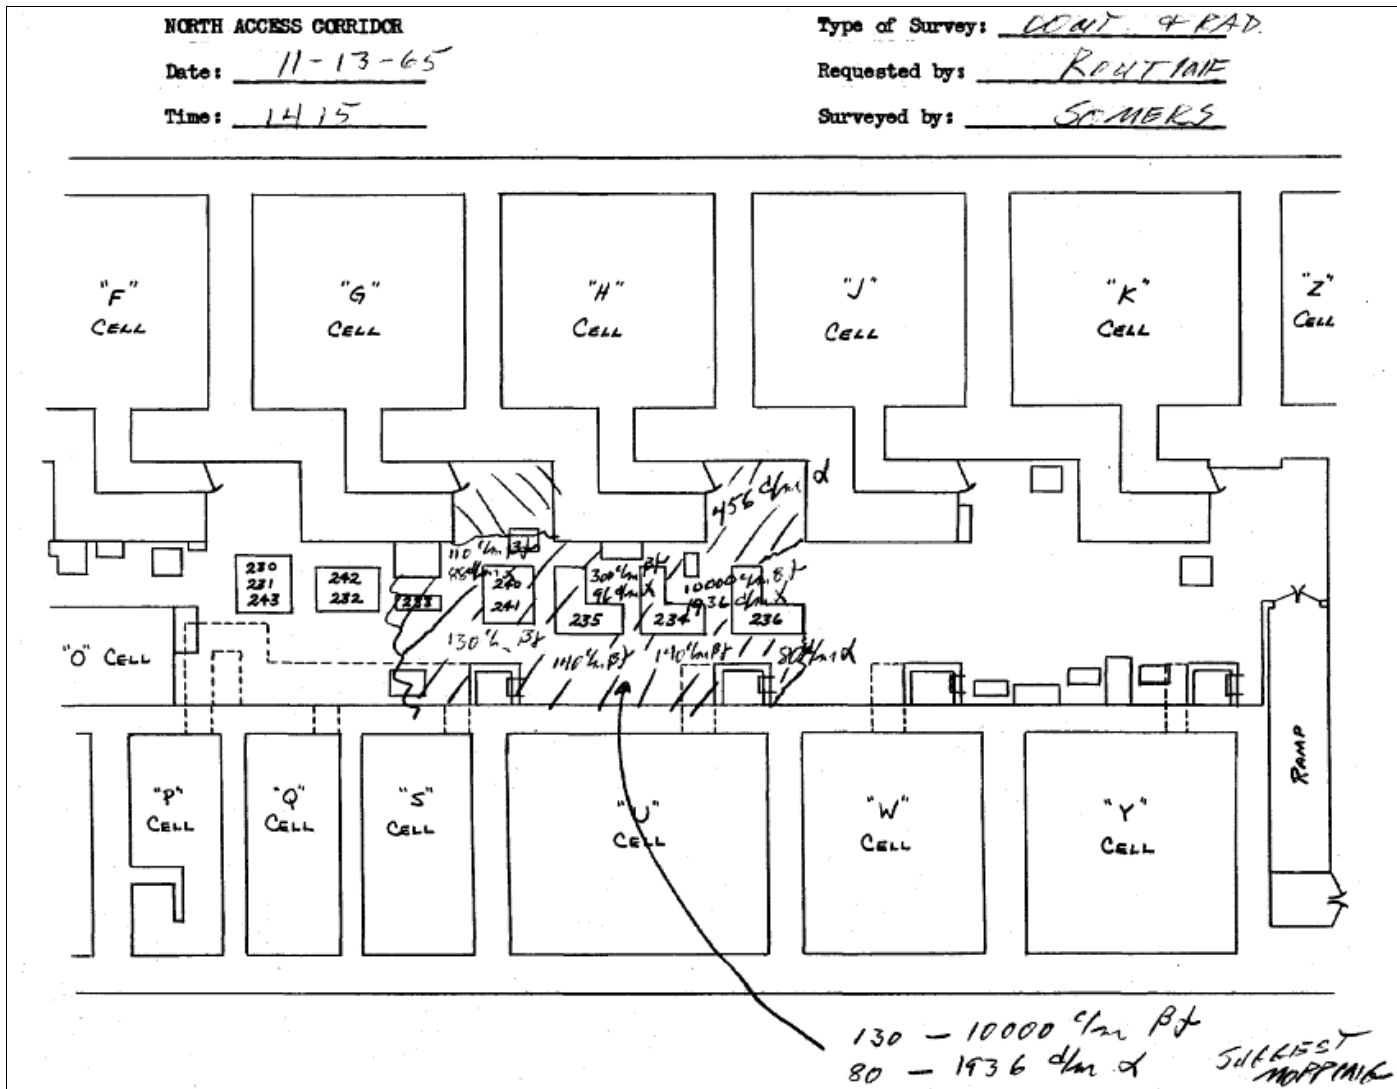 NORTH ACCESS CORRIDOR
Date: 11-13-65
Time: 1415
Type of Survey: CONT. & RAD.
Requested by: ROUTINE
Surveyed by: SOMERS
"F"
CELL
"G"
CELL
"H"
CELL
"J"
CELL
"K"
CELL
"Z"
CELL
456 d/m α
110 c/m βγ
α
300 c/m βγ
96 d/m α
10000 c/m βγ
1936 d/m α
230
231
243
242
232
233
240
241
235
234
236
130 c/m βγ
140 c/m βγ
140 c/m βγ
80 d/m α
"O" CELL
"P"
CELL
"Q"
CELL
"S"
CELL
"U"
CELL
"W"
CELL
"Y"
CELL
RAMP
130 - 10000 c/m βγ
80 - 1936 d/m α
SUGGEST
MOPPING